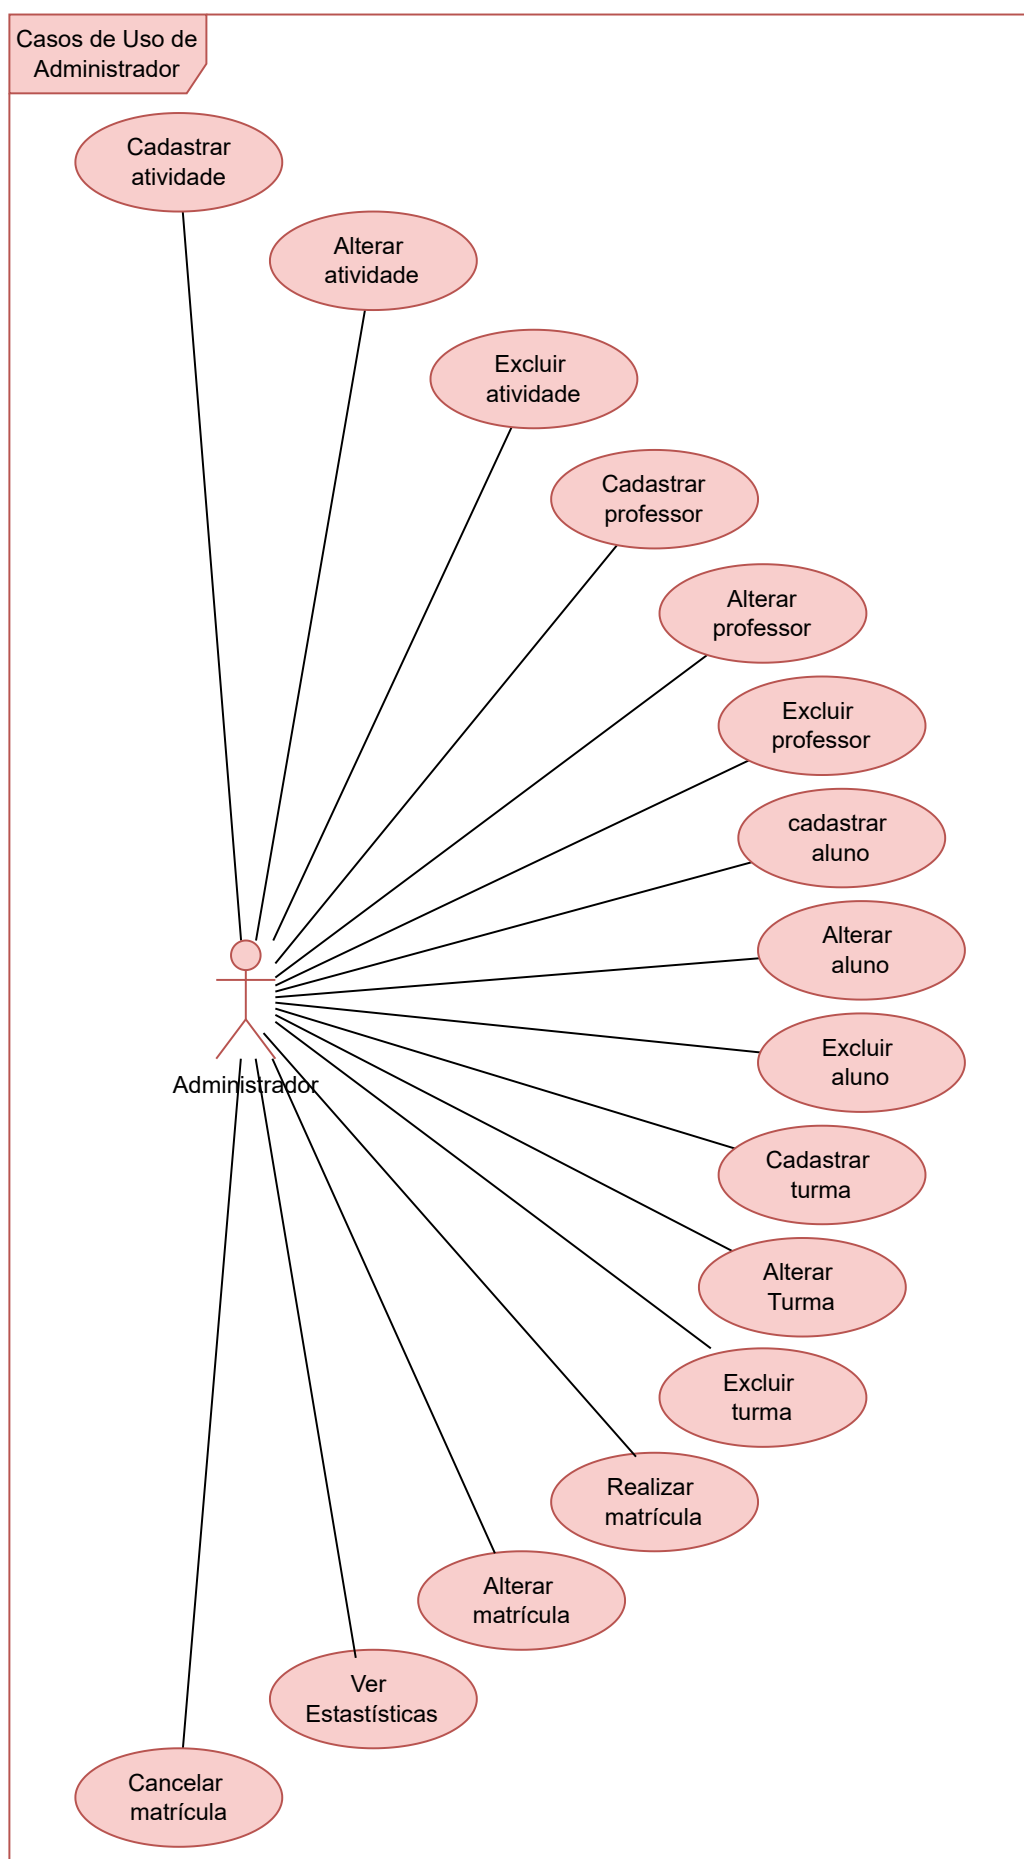 Casos de Uso de
Administrador
Cadastrar
atividade
Alterar
atividade
Excluir
atividade
Cadastrar
professor
Alterar
professor
Excluir
professor
cadastrar
aluno
Alterar
aluno
Excluir
aluno
Administrador
Cadastrar
turma
Alterar
Turma
Excluir
turma
Realizar
matrícula
Alterar
matrícula
Ver
Estastísticas
Cancelar
matrícula